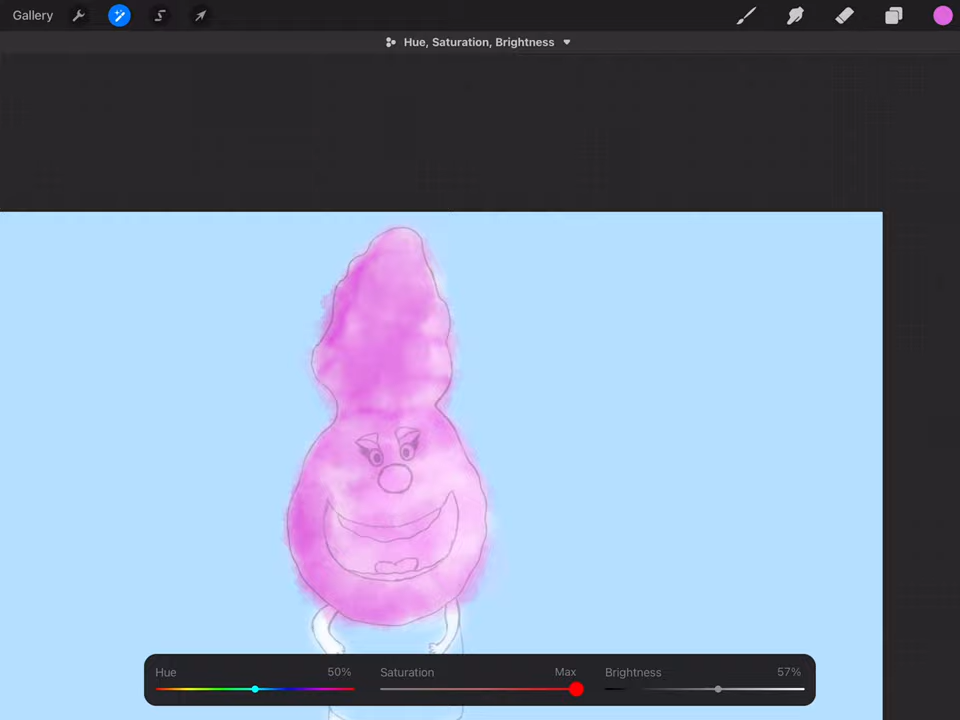 Gallery
Hue, Saturation, Brightness
Hue 50% Saturation Max Brightness 57%